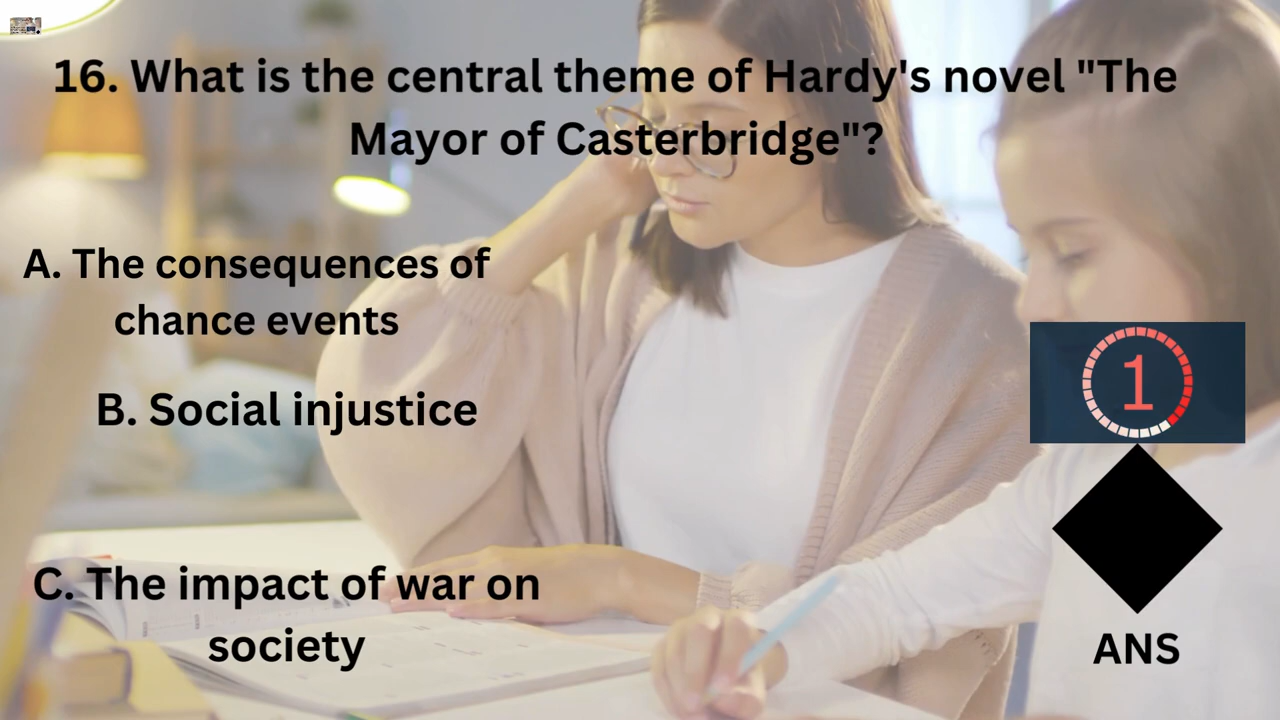 16. What is the central theme of Hardy's novel "The
Mayor of Casterbridge"?
A. The consequences of
chance events
B. Social injustice
1
C. The impact of war on
society
ANS